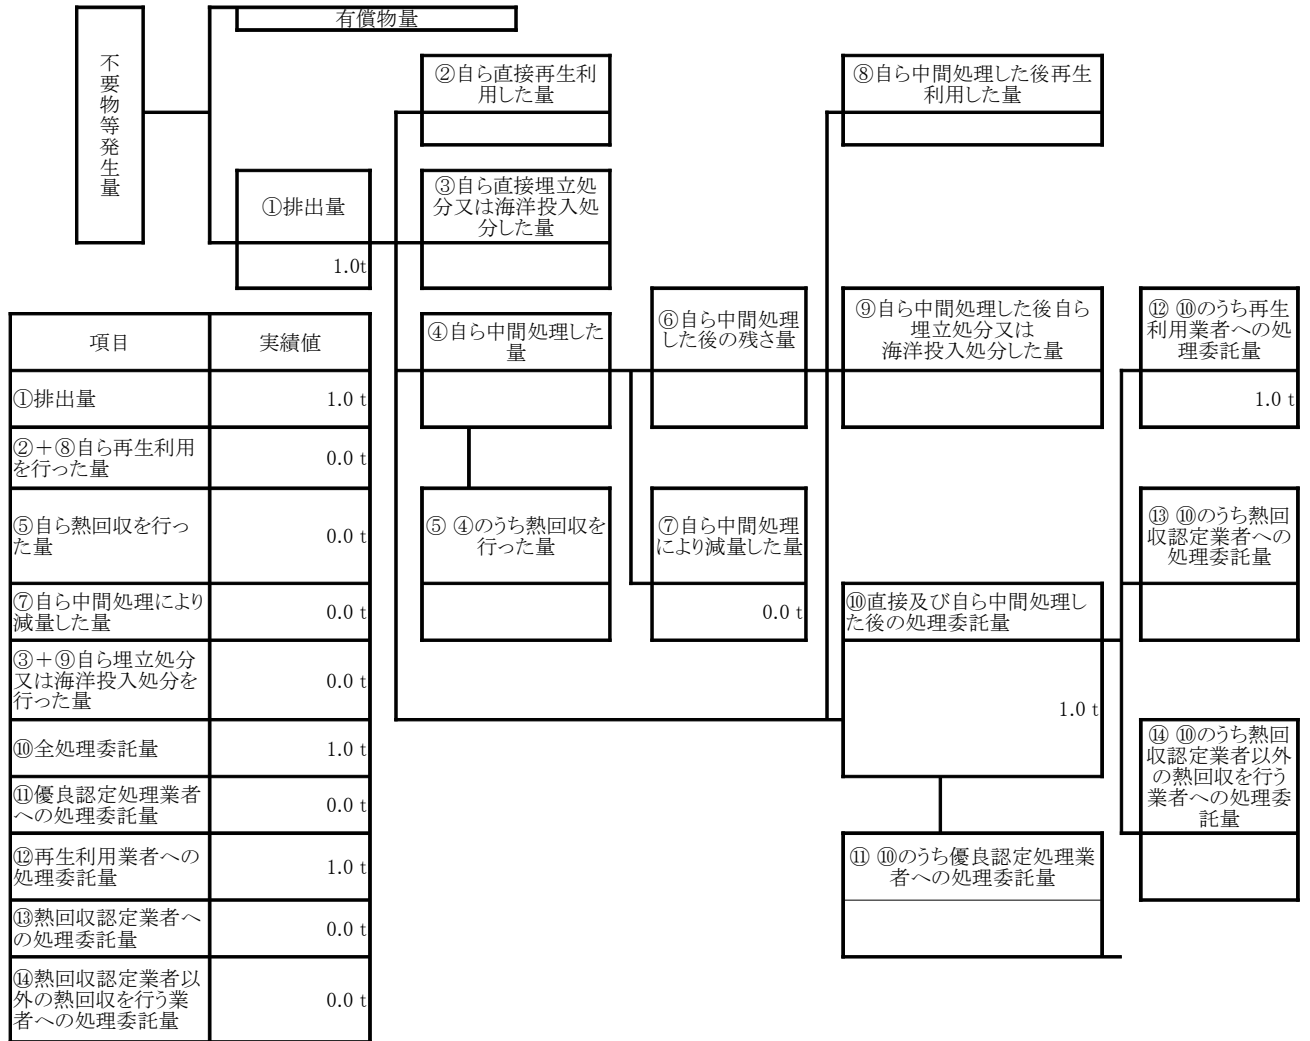 有償物量
不要物等発生量
②自ら直接再生利
用した量
⑧自ら中間処理した後再生
利用した量
①排出量
1.0t
③自ら直接埋立処
分又は海洋投入処
分した量
④自ら中間処理した
量
⑥自ら中間処理
した後の残さ量
⑨自ら中間処理した後自ら
埋立処分又は
海洋投入処分した量
⑫ ⑩のうち再生
利用業者への処
理委託量
1.0 t
⑤ ④のうち熱回収を
行った量
⑦自ら中間処理
により減量した量
0.0 t
⑬ ⑩のうち熱回
収認定業者への
処理委託量
⑩直接及び自ら中間処理し
た後の処理委託量
1.0 t
⑭ ⑩のうち熱回
収認定業者以外
の熱回収を行う
業者への処理委
託量
⑪ ⑩のうち優良認定処理業
者への処理委託量
項目 実績値
①排出量 1.0 t
②＋⑧自ら再生利用
を行った量 0.0 t
⑤自ら熱回収を行っ
た量 0.0 t
⑦自ら中間処理により
減量した量 0.0 t
③＋⑨自ら埋立処分
又は海洋投入処分を
行った量 0.0 t
⑩全処理委託量 1.0 t
⑪優良認定処理業者
への処理委託量 0.0 t
⑫再生利用業者への
処理委託量 1.0 t
⑬熱回収認定業者へ
の処理委託量 0.0 t
⑭熱回収認定業者以
外の熱回収を行う業
者への処理委託量 0.0 t